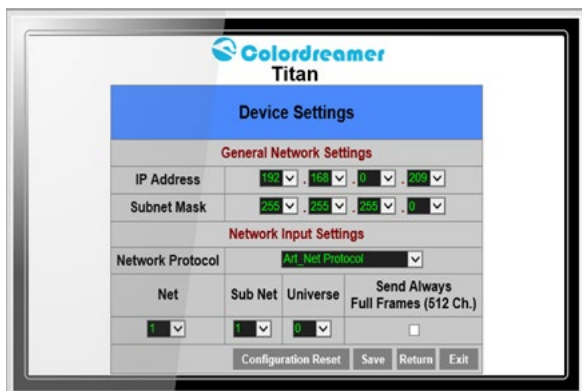 Colordreamer
Titan
Device Settings
General Network Settings
IP Address 192 . 168 . 0 . 209
Subnet Mask 255 . 255 . 255 . 0
Network Input Settings
Network Protocol Art_Net Protocol
Net Sub Net Universe Send Always
Full Frames (512 Ch.)
1 1 0
Configuration Reset Save Return Exit